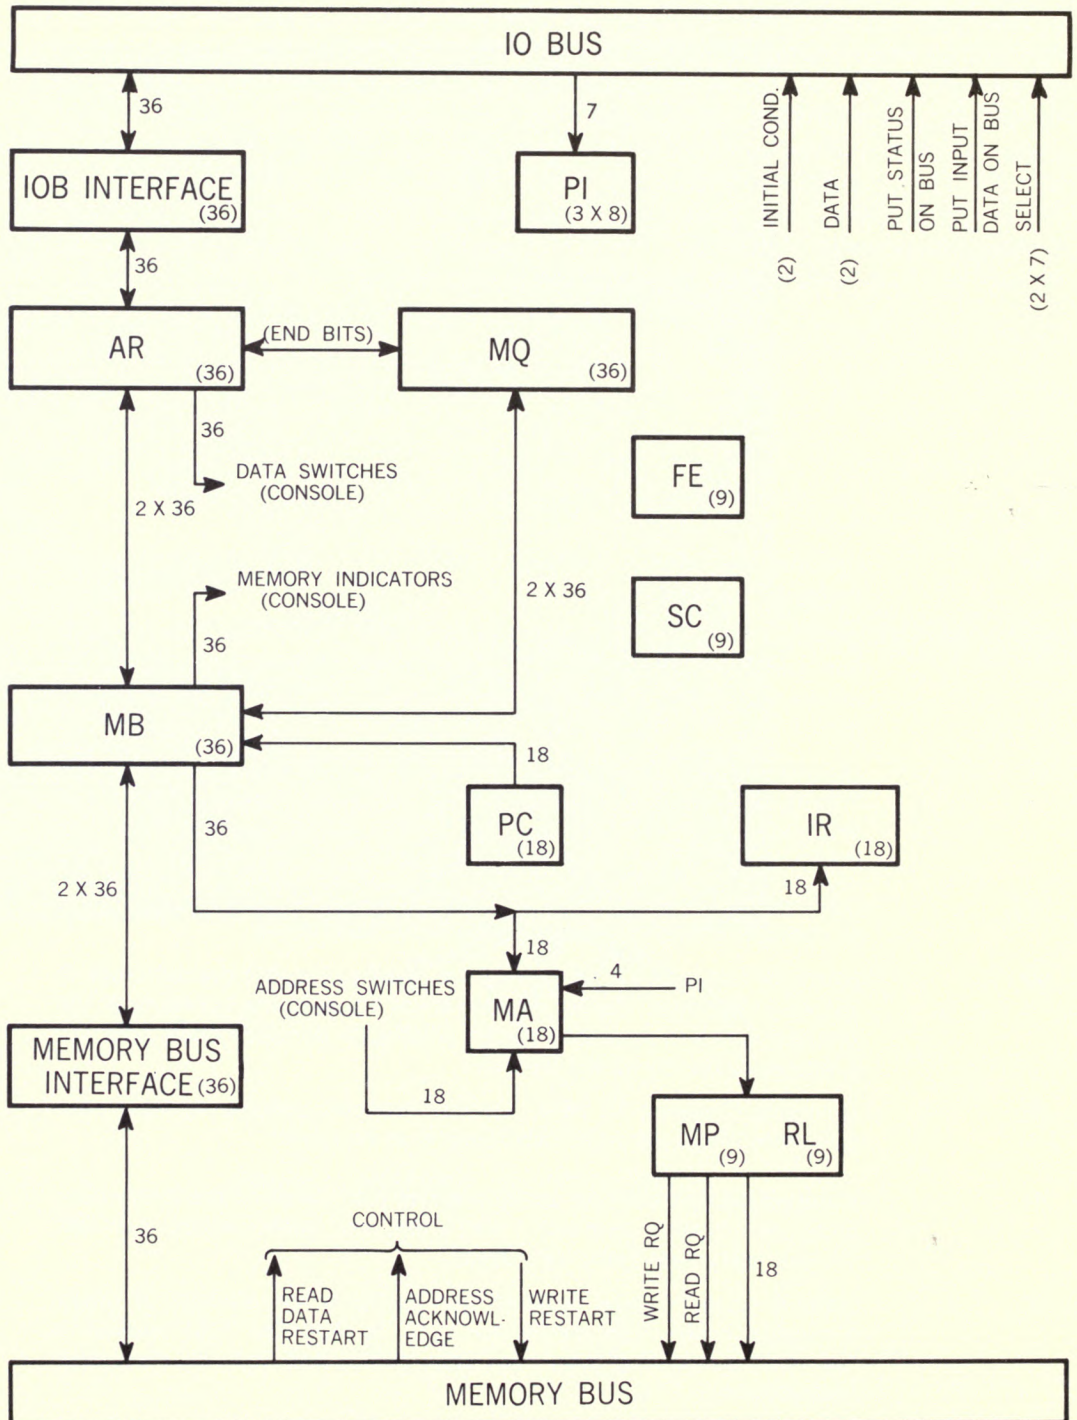 IO BUS
36
7
INITIAL COND.
(2)
DATA
(2)
PUT STATUS
ON BUS
PUT INPUT
DATA ON BUS
SELECT
(2 X 7)
IOB INTERFACE
(36)
PI
(3 X 8)
36
AR
(36)
(END BITS)
MQ
(36)
36
DATA SWITCHES
(CONSOLE)
FE
(9)
2 X 36
MEMORY INDICATORS
(CONSOLE)
2 X 36
SC
(9)
36
MB
(36)
18
36
PC
(18)
IR
(18)
2 X 36
18
18
ADDRESS SWITCHES
(CONSOLE)
4
PI
MA
(18)
MEMORY BUS
INTERFACE (36)
18
MP
(9)
RL
(9)
CONTROL
36
READ
DATA
RESTART
ADDRESS
ACKNOWL-
EDGE
WRITE
RESTART
WRITE RQ
READ RQ
18
MEMORY BUS